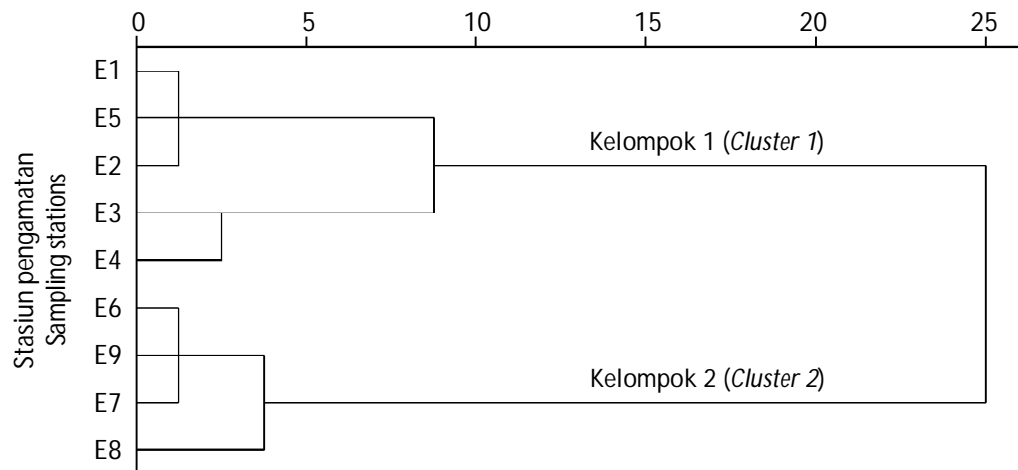 0 5 10 15 20 25
Stasiun pengamatan
Sampling stations
E1
E5
E2
E3
E4
E6
E9
E7
E8
Kelompok 1 (Cluster 1)
Kelompok 2 (Cluster 2)